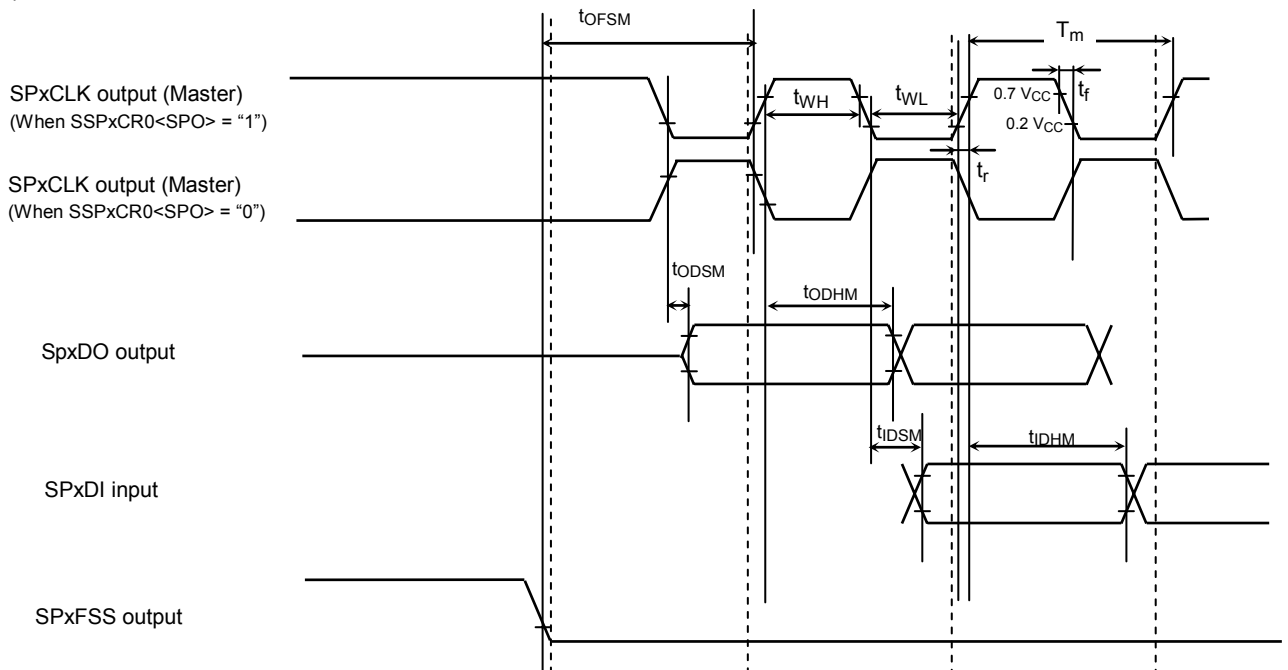 tOFSM
Tm
SPxCLK output (Master)
(When SSPxCR0<SPO> = “1”)
tWH
tWL
0.7 VCC
tf
0.2 VCC
tr
SPxCLK output (Master)
(When SSPxCR0<SPO> = “0”)
tODSM
tODHM
SpxDO output
tIDSM
tIDHM
SPxDI input
SPxFSS output